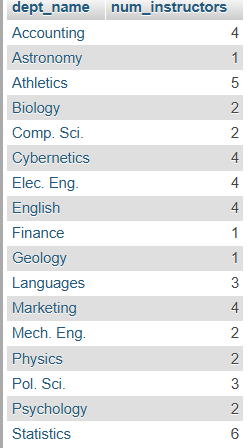 dept_name num_instructors
Accounting 4
Astronomy 1
Athletics 5
Biology 2
Comp. Sci. 2
Cybernetics 4
Elec. Eng. 4
English 4
Finance 1
Geology 1
Languages 3
Marketing 4
Mech. Eng. 2
Physics 2
Pol. Sci. 3
Psychology 2
Statistics 6